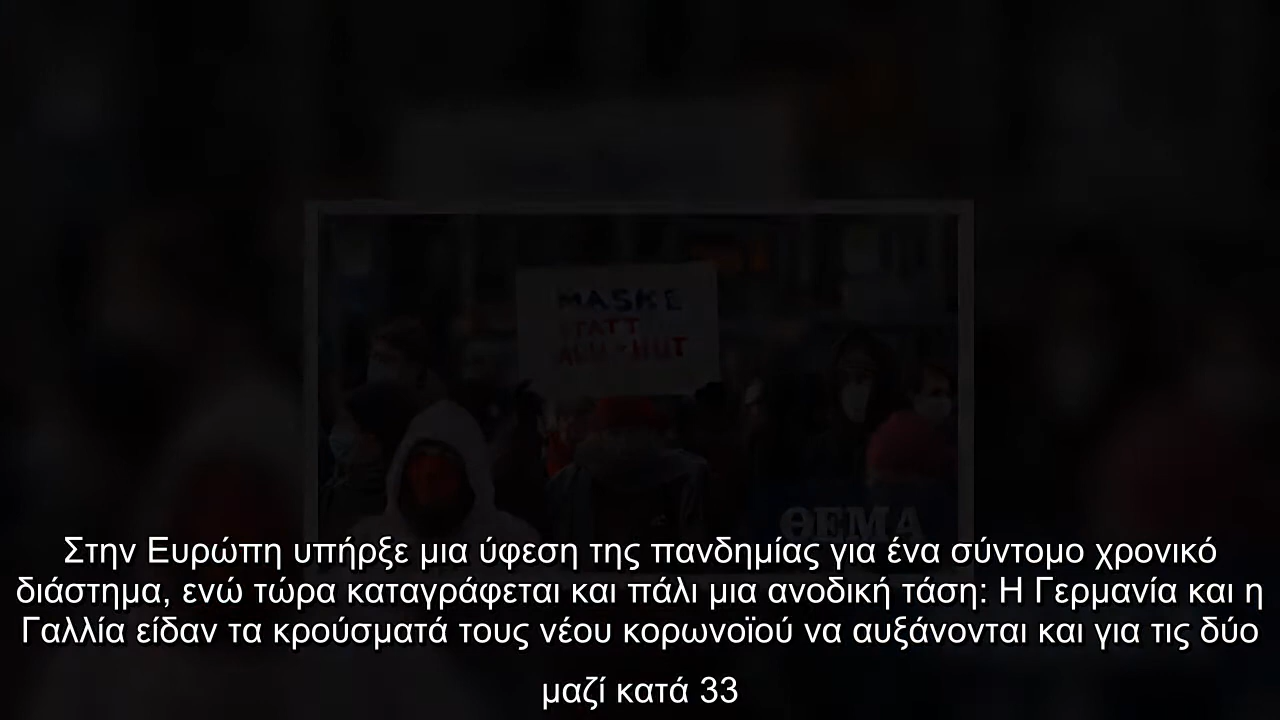 MASKE
STATT
ΘΕΜΑ
Στην Ευρώπη υπήρξε μια ύφεση της πανδημίας για ένα σύντομο χρονικό
διάστημα, ενώ τώρα καταγράφεται και πάλι μια ανοδική τάση: Η Γερμανία και η
Γαλλία είδαν τα κρούσματά τους νέου κορωνοϊού να αυξάνονται και για τις δύο
μαζί κατά 33